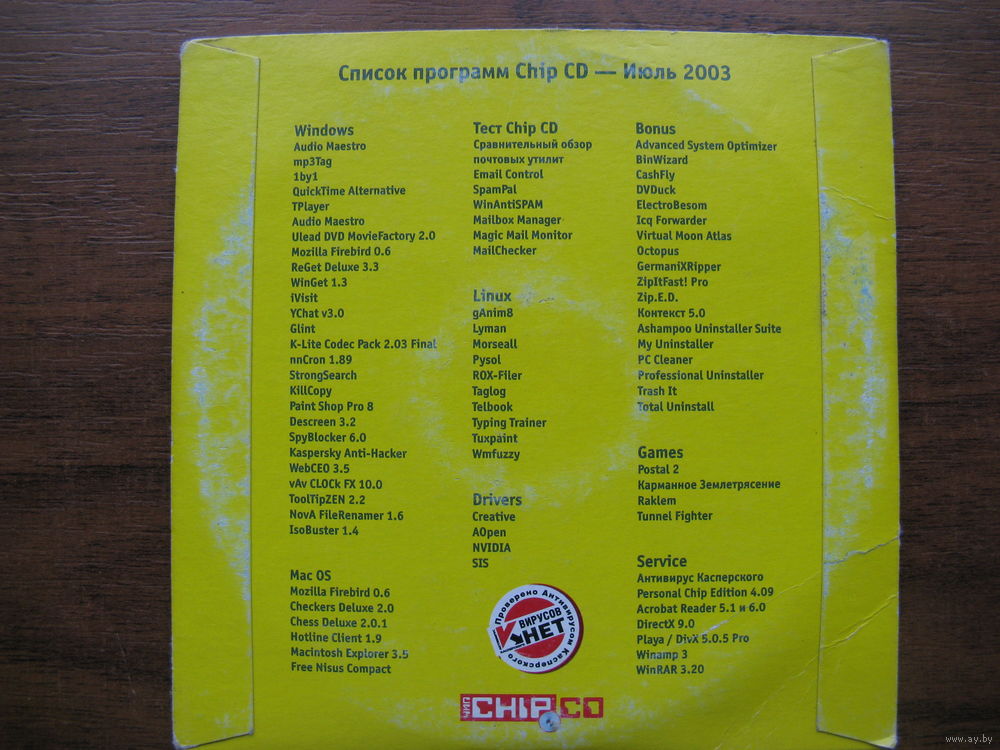 Список программ Chip CD — Июль 2003
Windows
Audio Maestro
mp3Tag
1by1
QuickTime Alternative
TPlayer
Audio Maestro
Ulead DVD MovieFactory 2.0
Mozilla Firebird 0.6
ReGet Deluxe 3.3
WinGet 1.3
iVisit
YChat v3.0
Glint
K-Lite Codec Pack 2.03 Final
nnCron 1.89
StrongSearch
KillCopy
Paint Shop Pro 8
Descreen 3.2
SpyBlocker 6.0
Kaspersky Anti-Hacker
WebCEO 3.5
vAv CLOCk FX 10.0
ToolTipZEN 2.2
NovA FileRenamer 1.6
IsoBuster 1.4
Mac OS
Mozilla Firebird 0.6
Checkers Deluxe 2.0
Chess Deluxe 2.0.1
Hotline Client 1.9
Macintosh Explorer 3.5
Free Nisus Compact
Тест Chip CD
Сравнительный обзор
почтовых утилит
Email Control
SpamPal
WinAntiSPAM
Mailbox Manager
Magic Mail Monitor
MailChecker
Linux
gAnim8
Lyman
Morseall
Pysol
ROX-Filer
Taglog
Telbook
Typing Trainer
Tuxpaint
Wmfuzzy
Drivers
Creative
AOpen
NVIDIA
SIS
Проверено Антивирусом Касперского
ВИРУСОВ
НЕТ
Bonus
Advanced System Optimizer
BinWizard
CashFly
DVDuck
ElectroBesom
Icq Forwarder
Virtual Moon Atlas
Octopus
GermaniXRipper
ZipItFast! Pro
Zip.E.D.
Контекст 5.0
Ashampoo Uninstaller Suite
My Uninstaller
PC Cleaner
Professional Uninstaller
Trash It
Total Uninstall
Games
Postal 2
Карманное Землетрясение
Raklem
Tunnel Fighter
Service
Антивирус Касперского
Personal Chip Edition 4.09
Acrobat Reader 5.1 и 6.0
DirectX 9.0
Playa / DivX 5.0.5 Pro
Winamp 3
WinRAR 3.20
ЧИП CHIP CD
www.ay.by